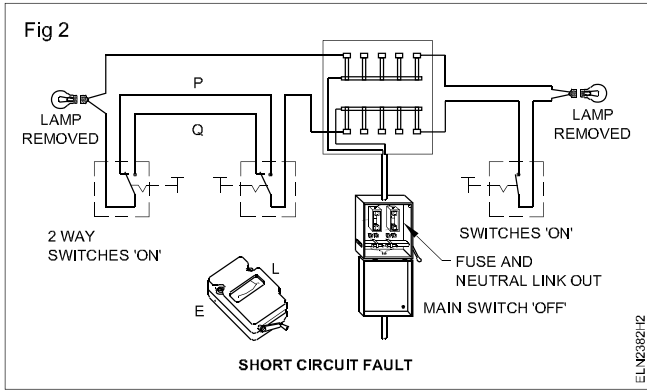 Fig 2
P
Q
LAMP
REMOVED
LAMP
REMOVED
2 WAY
SWITCHES 'ON'
SWITCHES 'ON'
FUSE AND
NEUTRAL LINK OUT
MAIN SWITCH 'OFF'
L
E
SHORT CIRCUIT FAULT
ELN2382H2